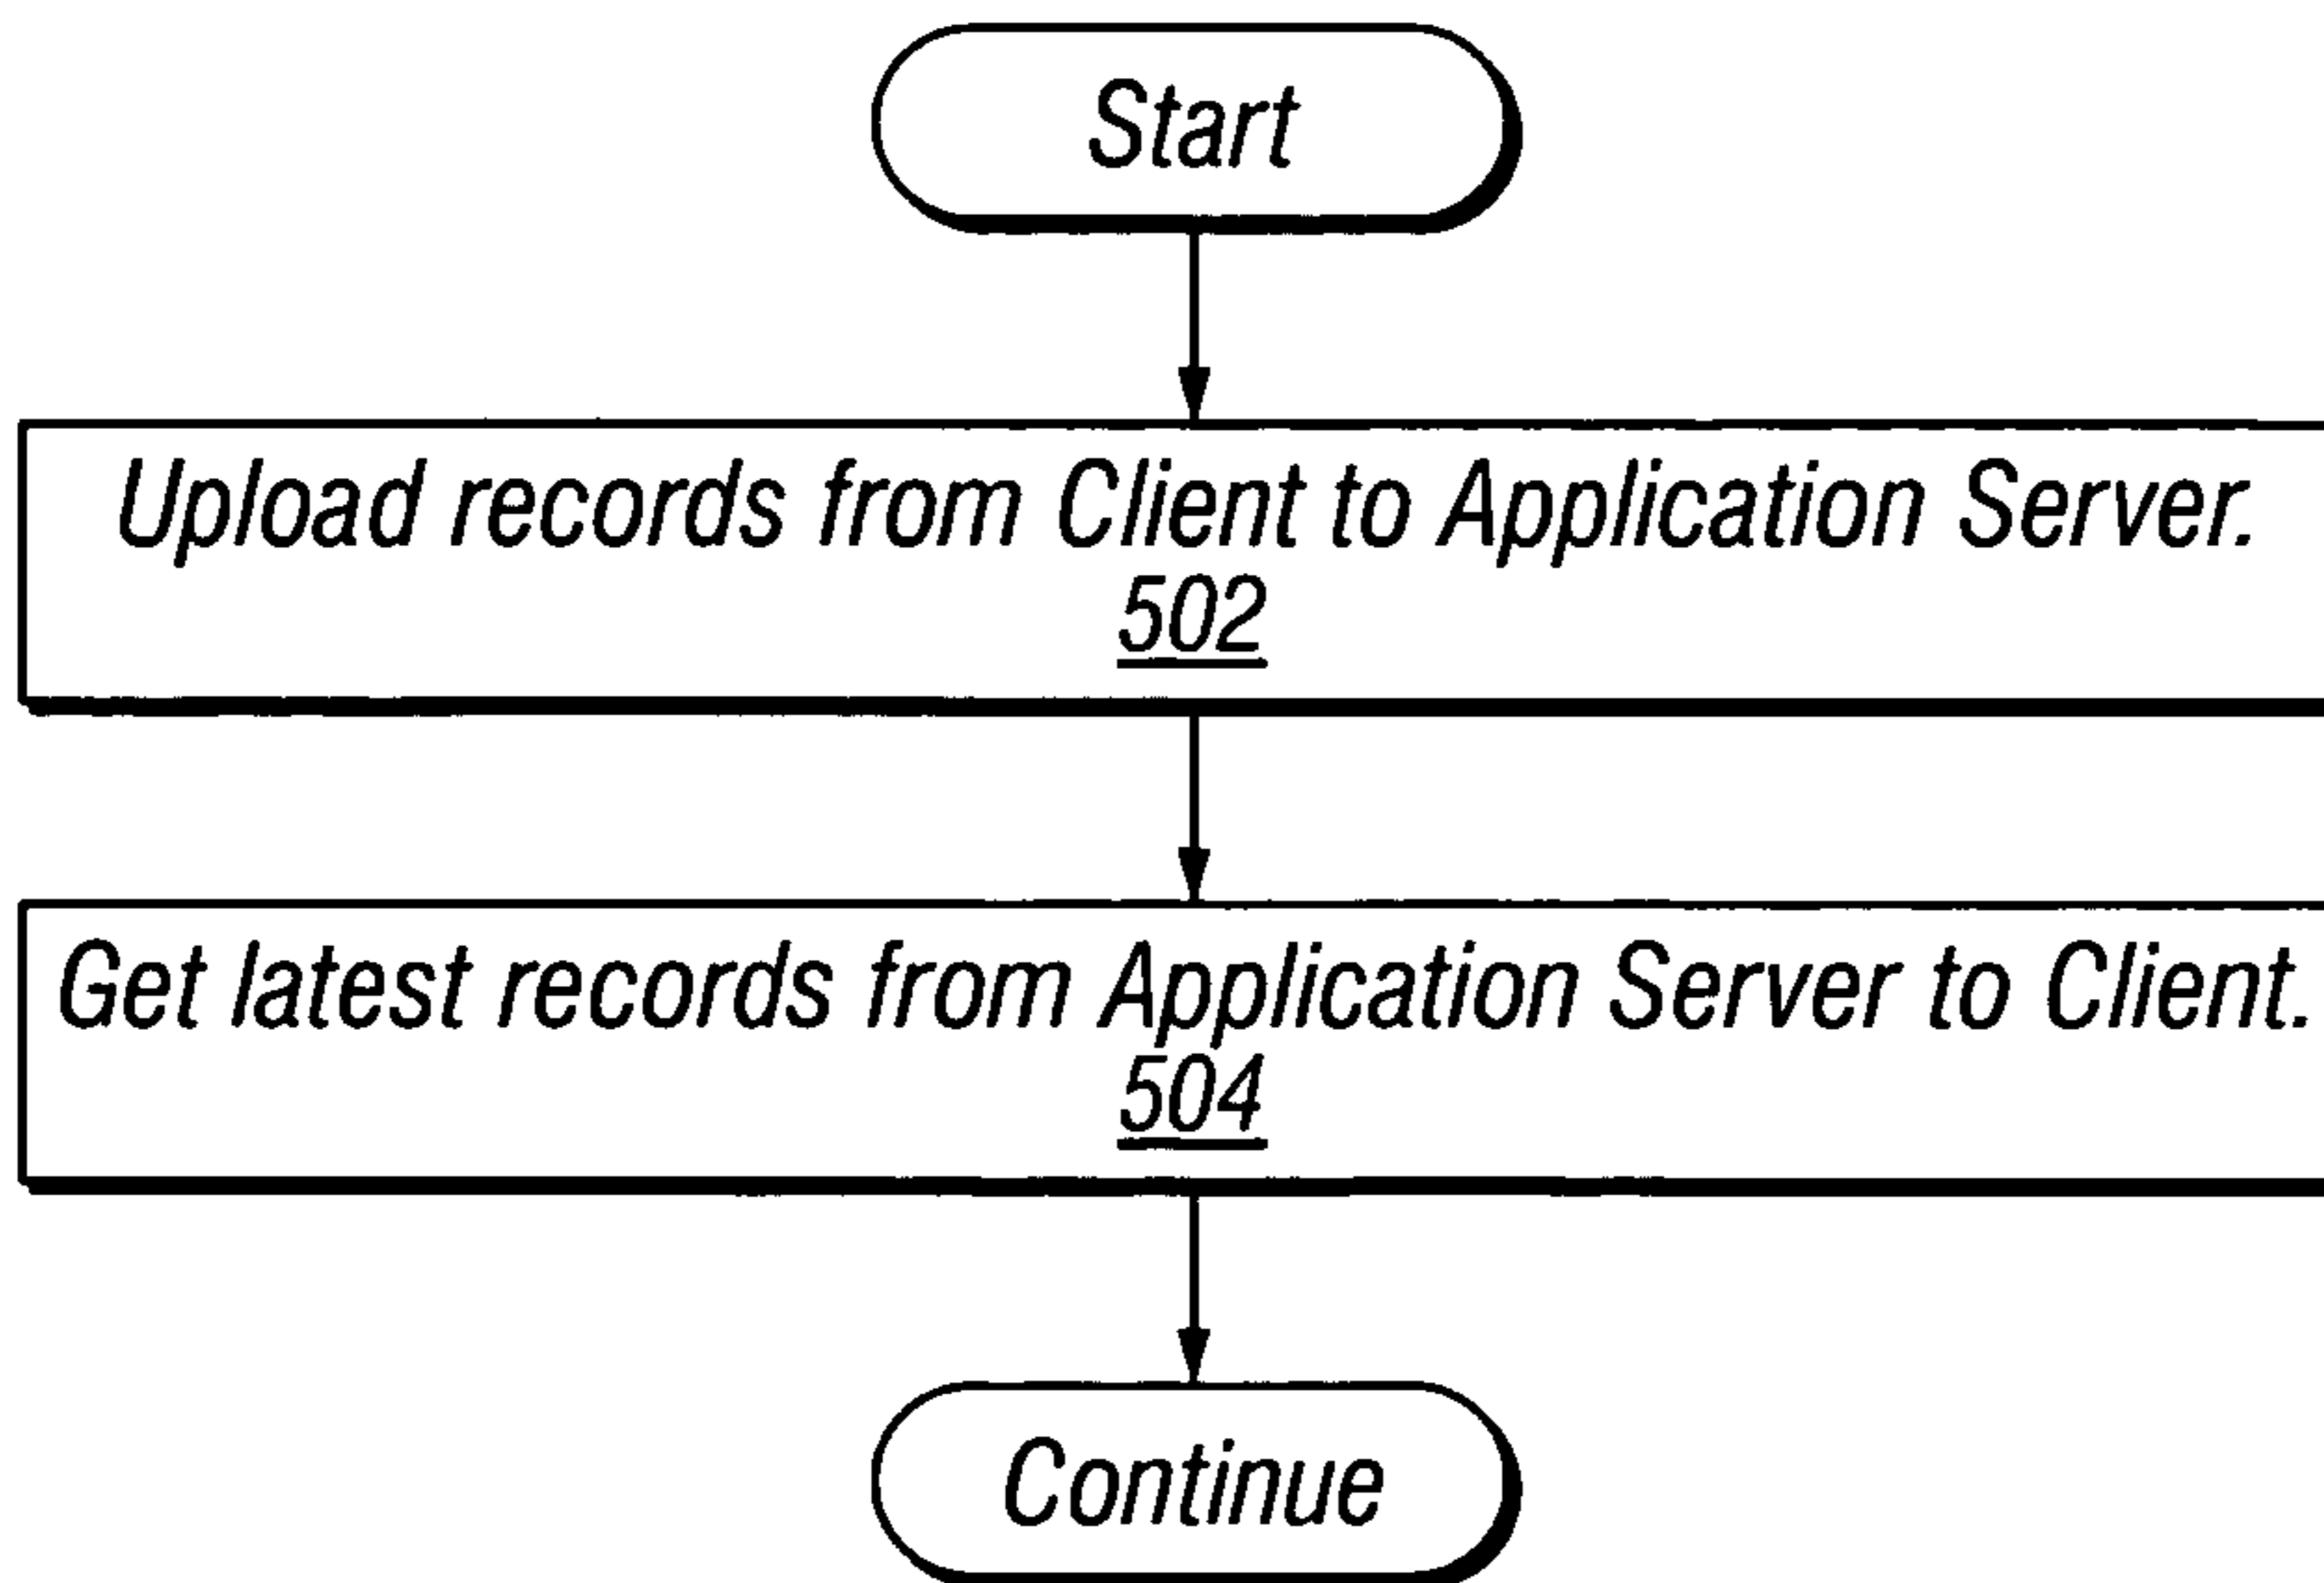 Start
Upload records from Client to Application Server.
502
Get latest records from Application Server to Client.
504
Continue